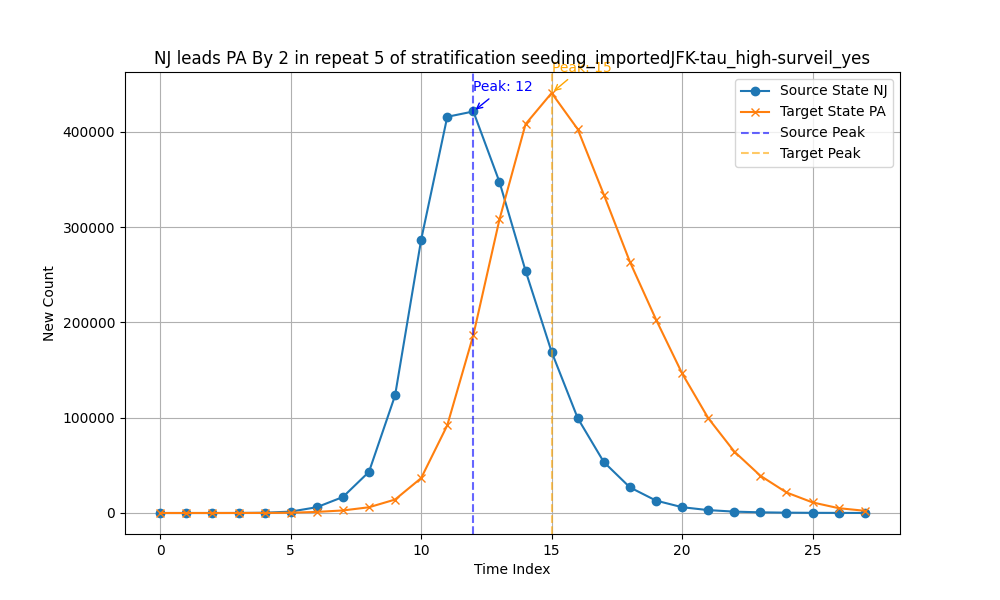 NJ leads PA By 2 in repeat 5 of stratification seeding_importedJFK-tau_high-surveil_yes
Peak: 15
Peak: 12
Source State NJ
Target State PA
Source Peak
Target Peak
400000
300000
200000
100000
0
New Count
0 5 10 15 20 25
Time Index